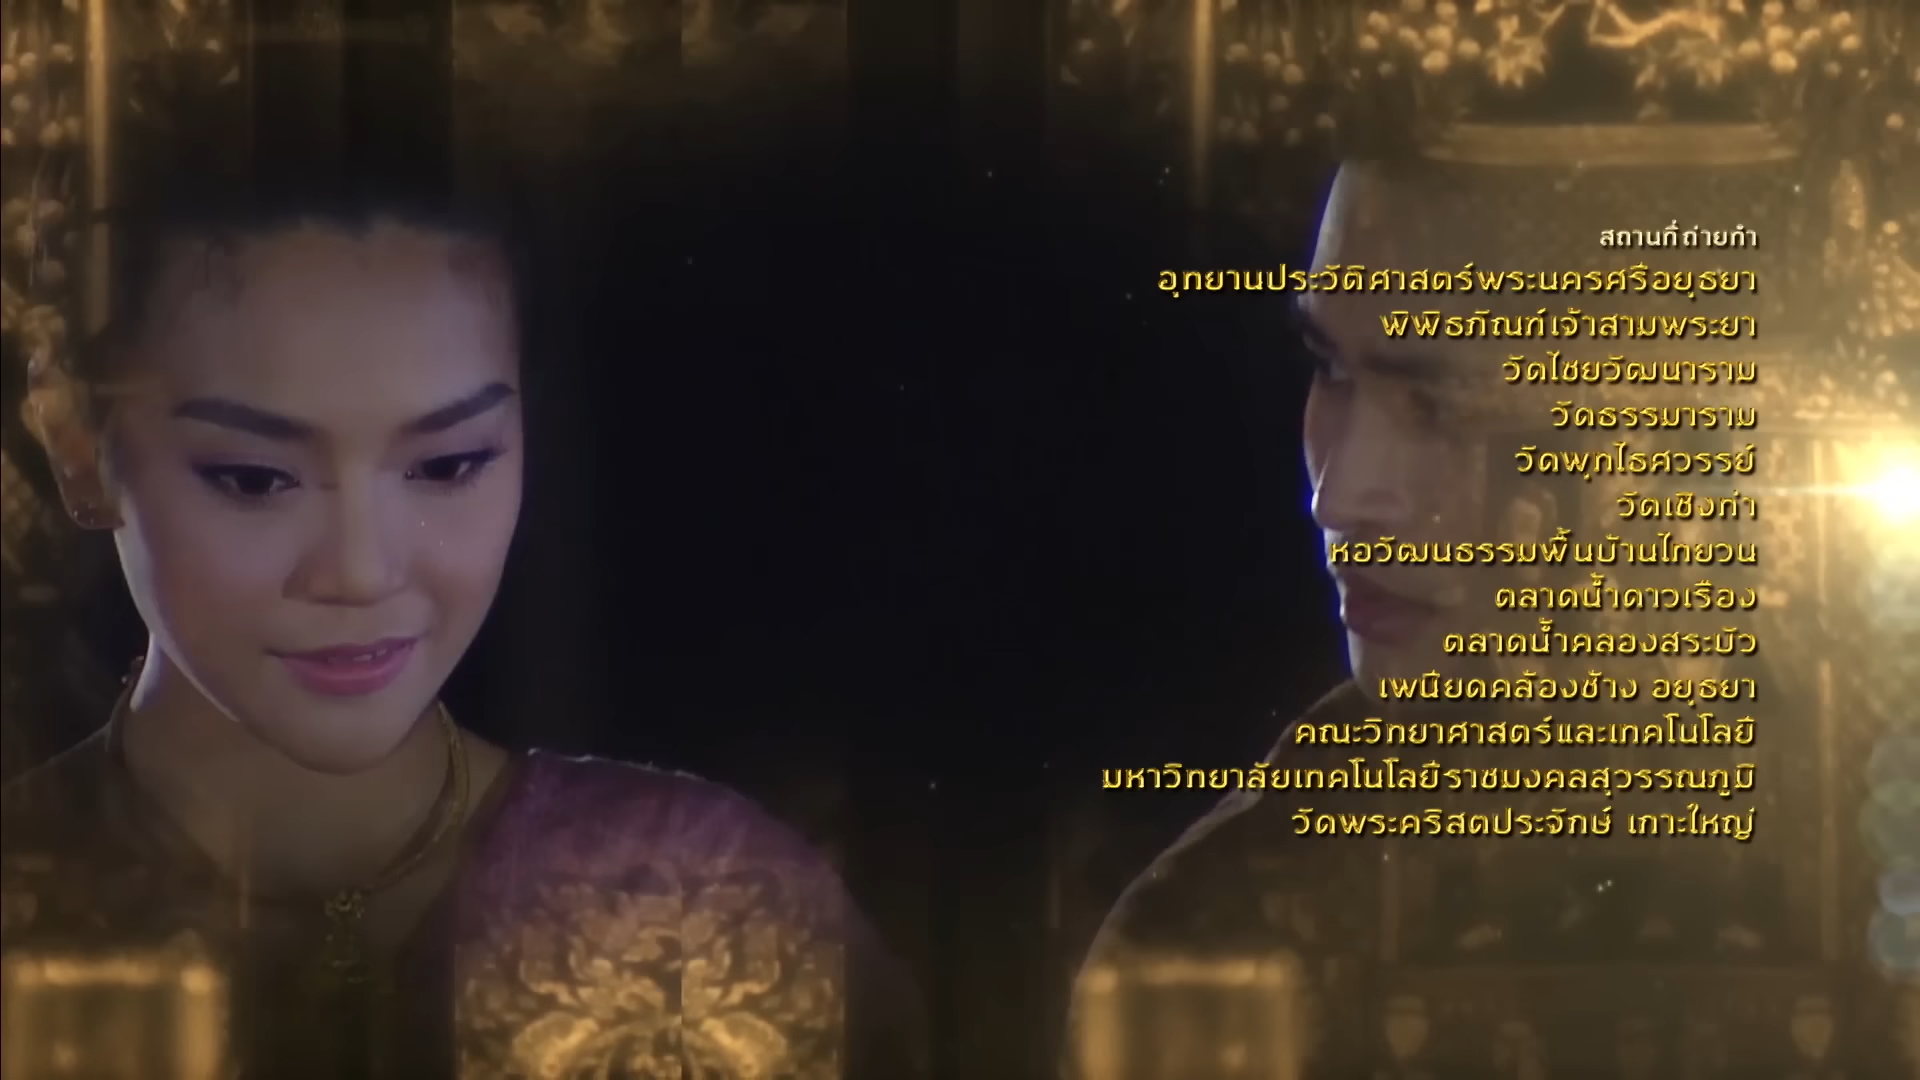 สถานที่ถ่ายทำ
อุทยานประวัติศาสตร์พระนครศรีอยุธยา
พิพิธภัณฑ์เจ้าสามพระยา
วัดไชยวัฒนาราม
วัดธรรมาราม
วัดพุทไธศวรรย์
วัดเชิงท่า
หอวัฒนธรรมพื้นบ้านไทยวน
ตลาดน้ำดาวเรือง
ตลาดน้ำคลองสระบัว
เพนียดคล้องช้าง อยุธยา
คณะวิทยาศาสตร์และเทคโนโลยี
มหาวิทยาลัยเทคโนโลยีราชมงคลสุวรรณภูมิ
วัดพระคริสตประจักษ์ เกาะใหญ่